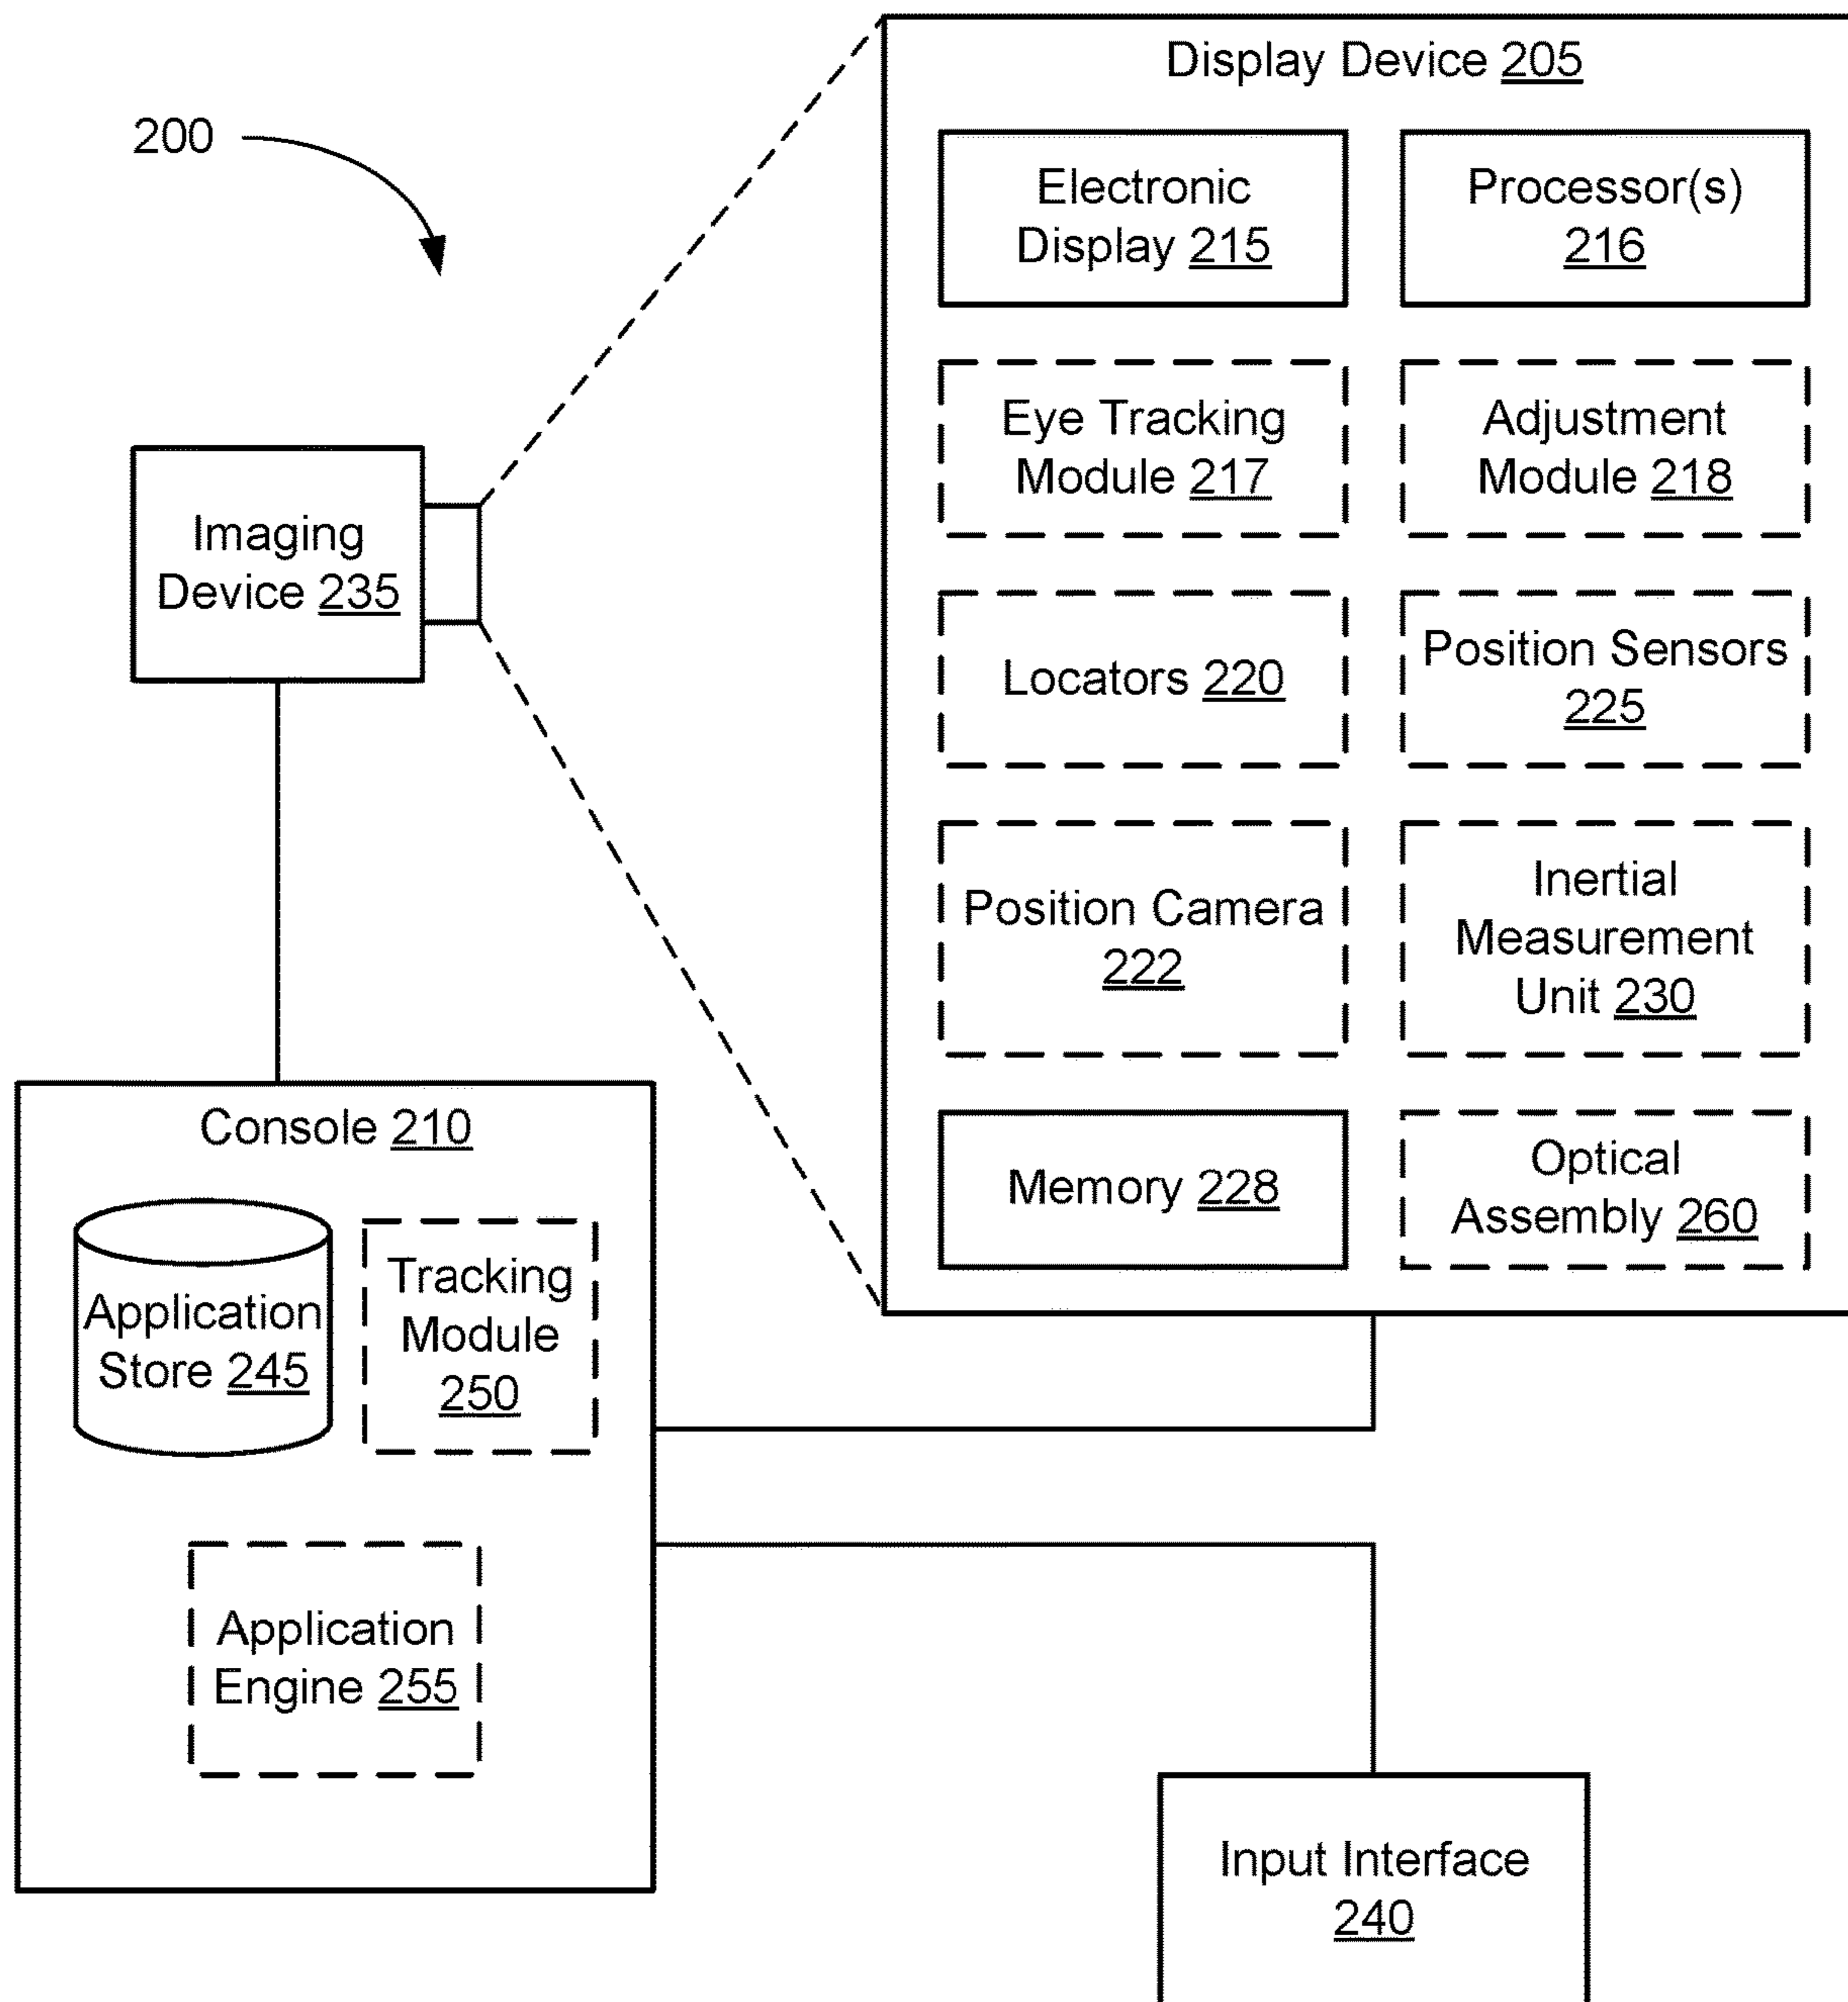 Display Device 205
200
Electronic
Display 215
Processor(s)
216
Eye Tracking
Module 217
Adjustment
Module 218
Imaging
Device 235
Locators 220
Position Sensors
225
Position Camera
222
Inertial
Measurement
Unit 230
Console 210
Memory 228
Optical
Assembly 260
Application
Store 245
Tracking
Module
250
Application
Engine 255
Input Interface
240